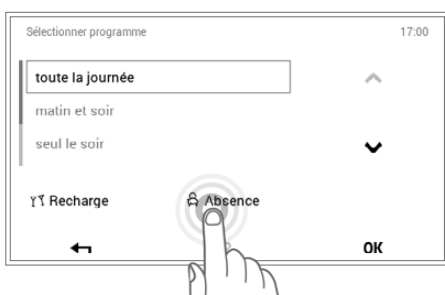 Sélectionner programme 17:00
toute la journée
matin et soir
seul le soir
Recharge Absence
OK